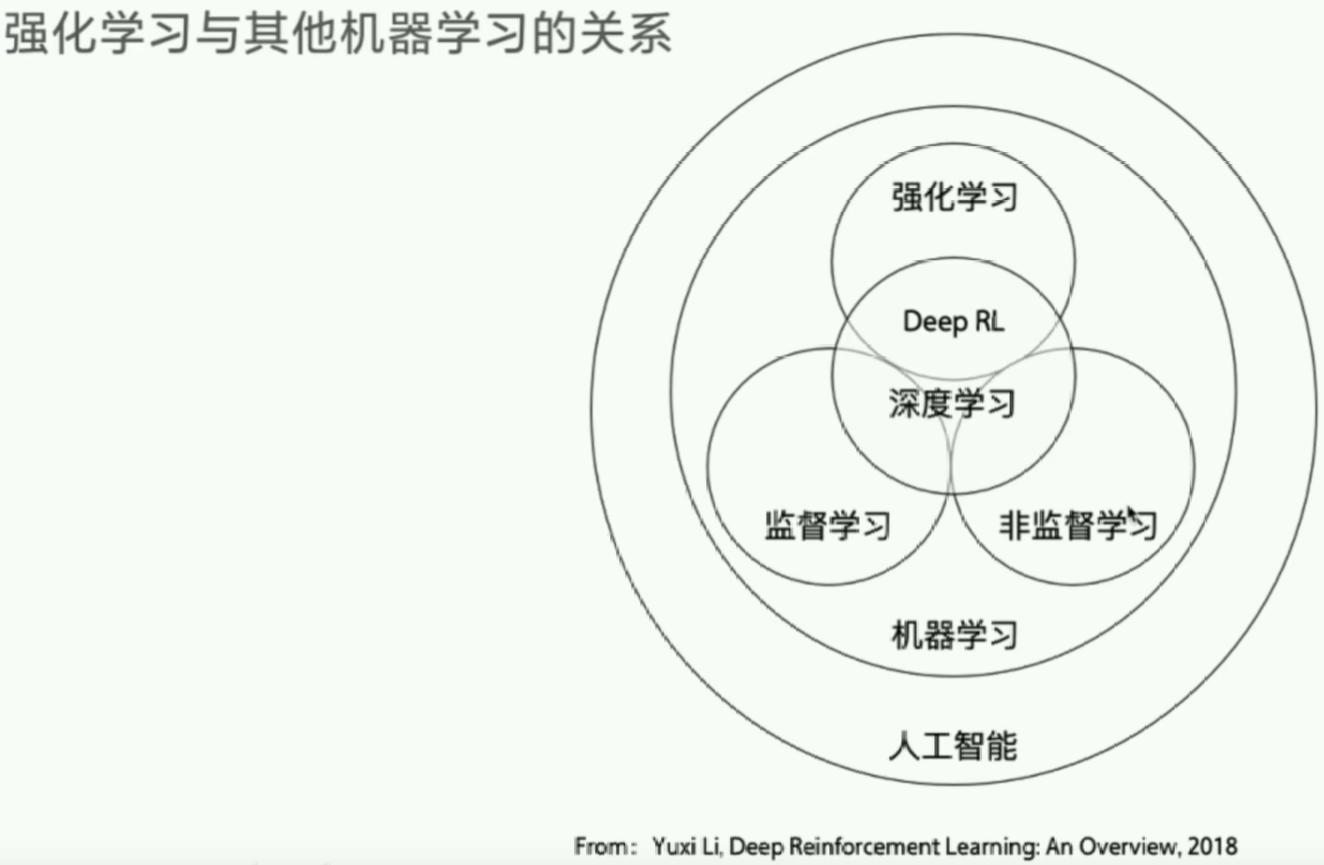 强化学习与其他机器学习的关系
强化学习
Deep RL
深度学习
监督学习
非监督学习
机器学习
人工智能
From: Yuxi Li, Deep Reinforcement Learning: An Overview, 2018